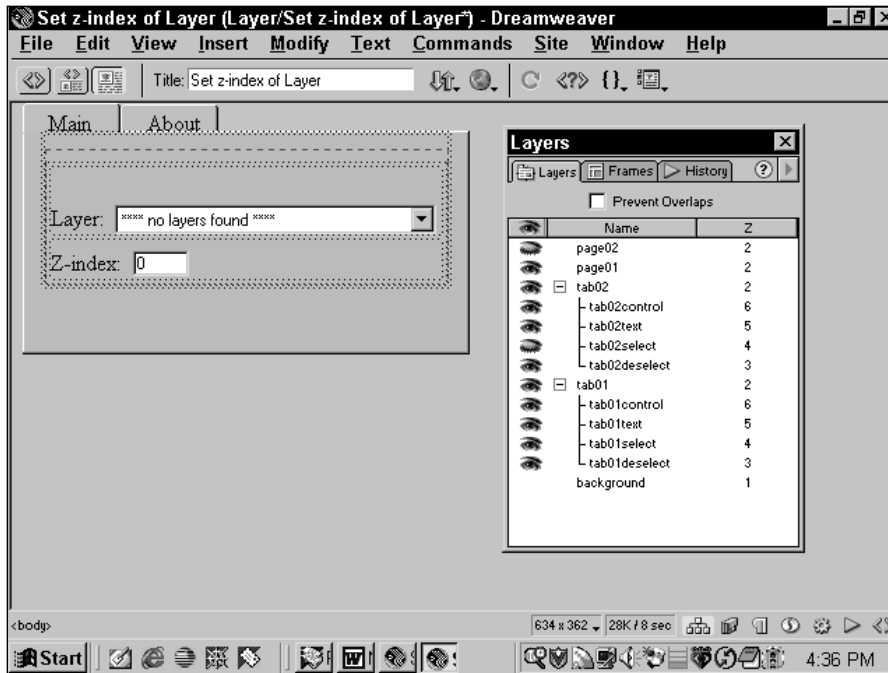 Set z-index of Layer (Layer/Set z-index of Layer*) - Dreamweaver
File Edit View Insert Modify Text Commands Site Window Help
Title: Set z-index of Layer
Main About
Layer: **** no layers found ****
Z-index: 0
Layers
Layers Frames History
Prevent Overlaps
Name Z
page02 2
page01 2
tab02 2
tab02control 6
tab02text 5
tab02select 4
tab02deselect 3
tab01 2
tab01control 6
tab01text 5
tab01select 4
tab01deselect 3
background 1
<body> 634 x 362 28K / 8 sec
Start 4:36 PM